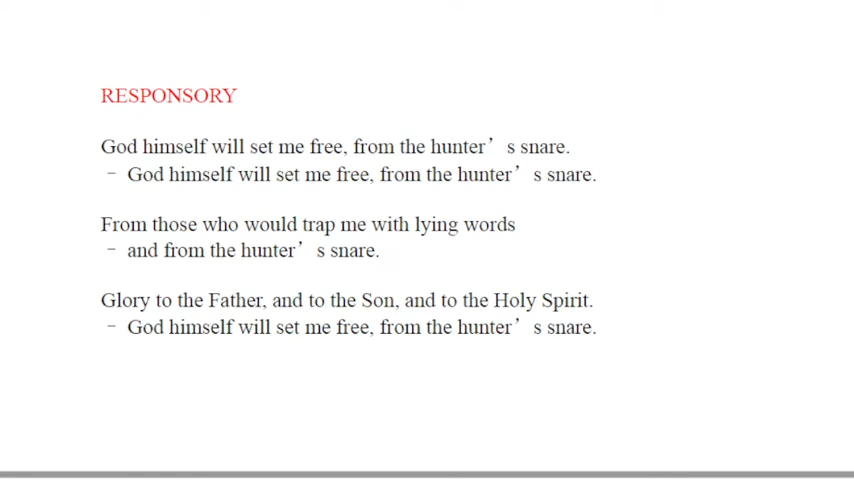 RESPONSORY
God himself will set me free, from the hunter’s snare.
– God himself will set me free, from the hunter’s snare.
From those who would trap me with lying words
– and from the hunter’s snare.
Glory to the Father, and to the Son, and to the Holy Spirit.
– God himself will set me free, from the hunter’s snare.